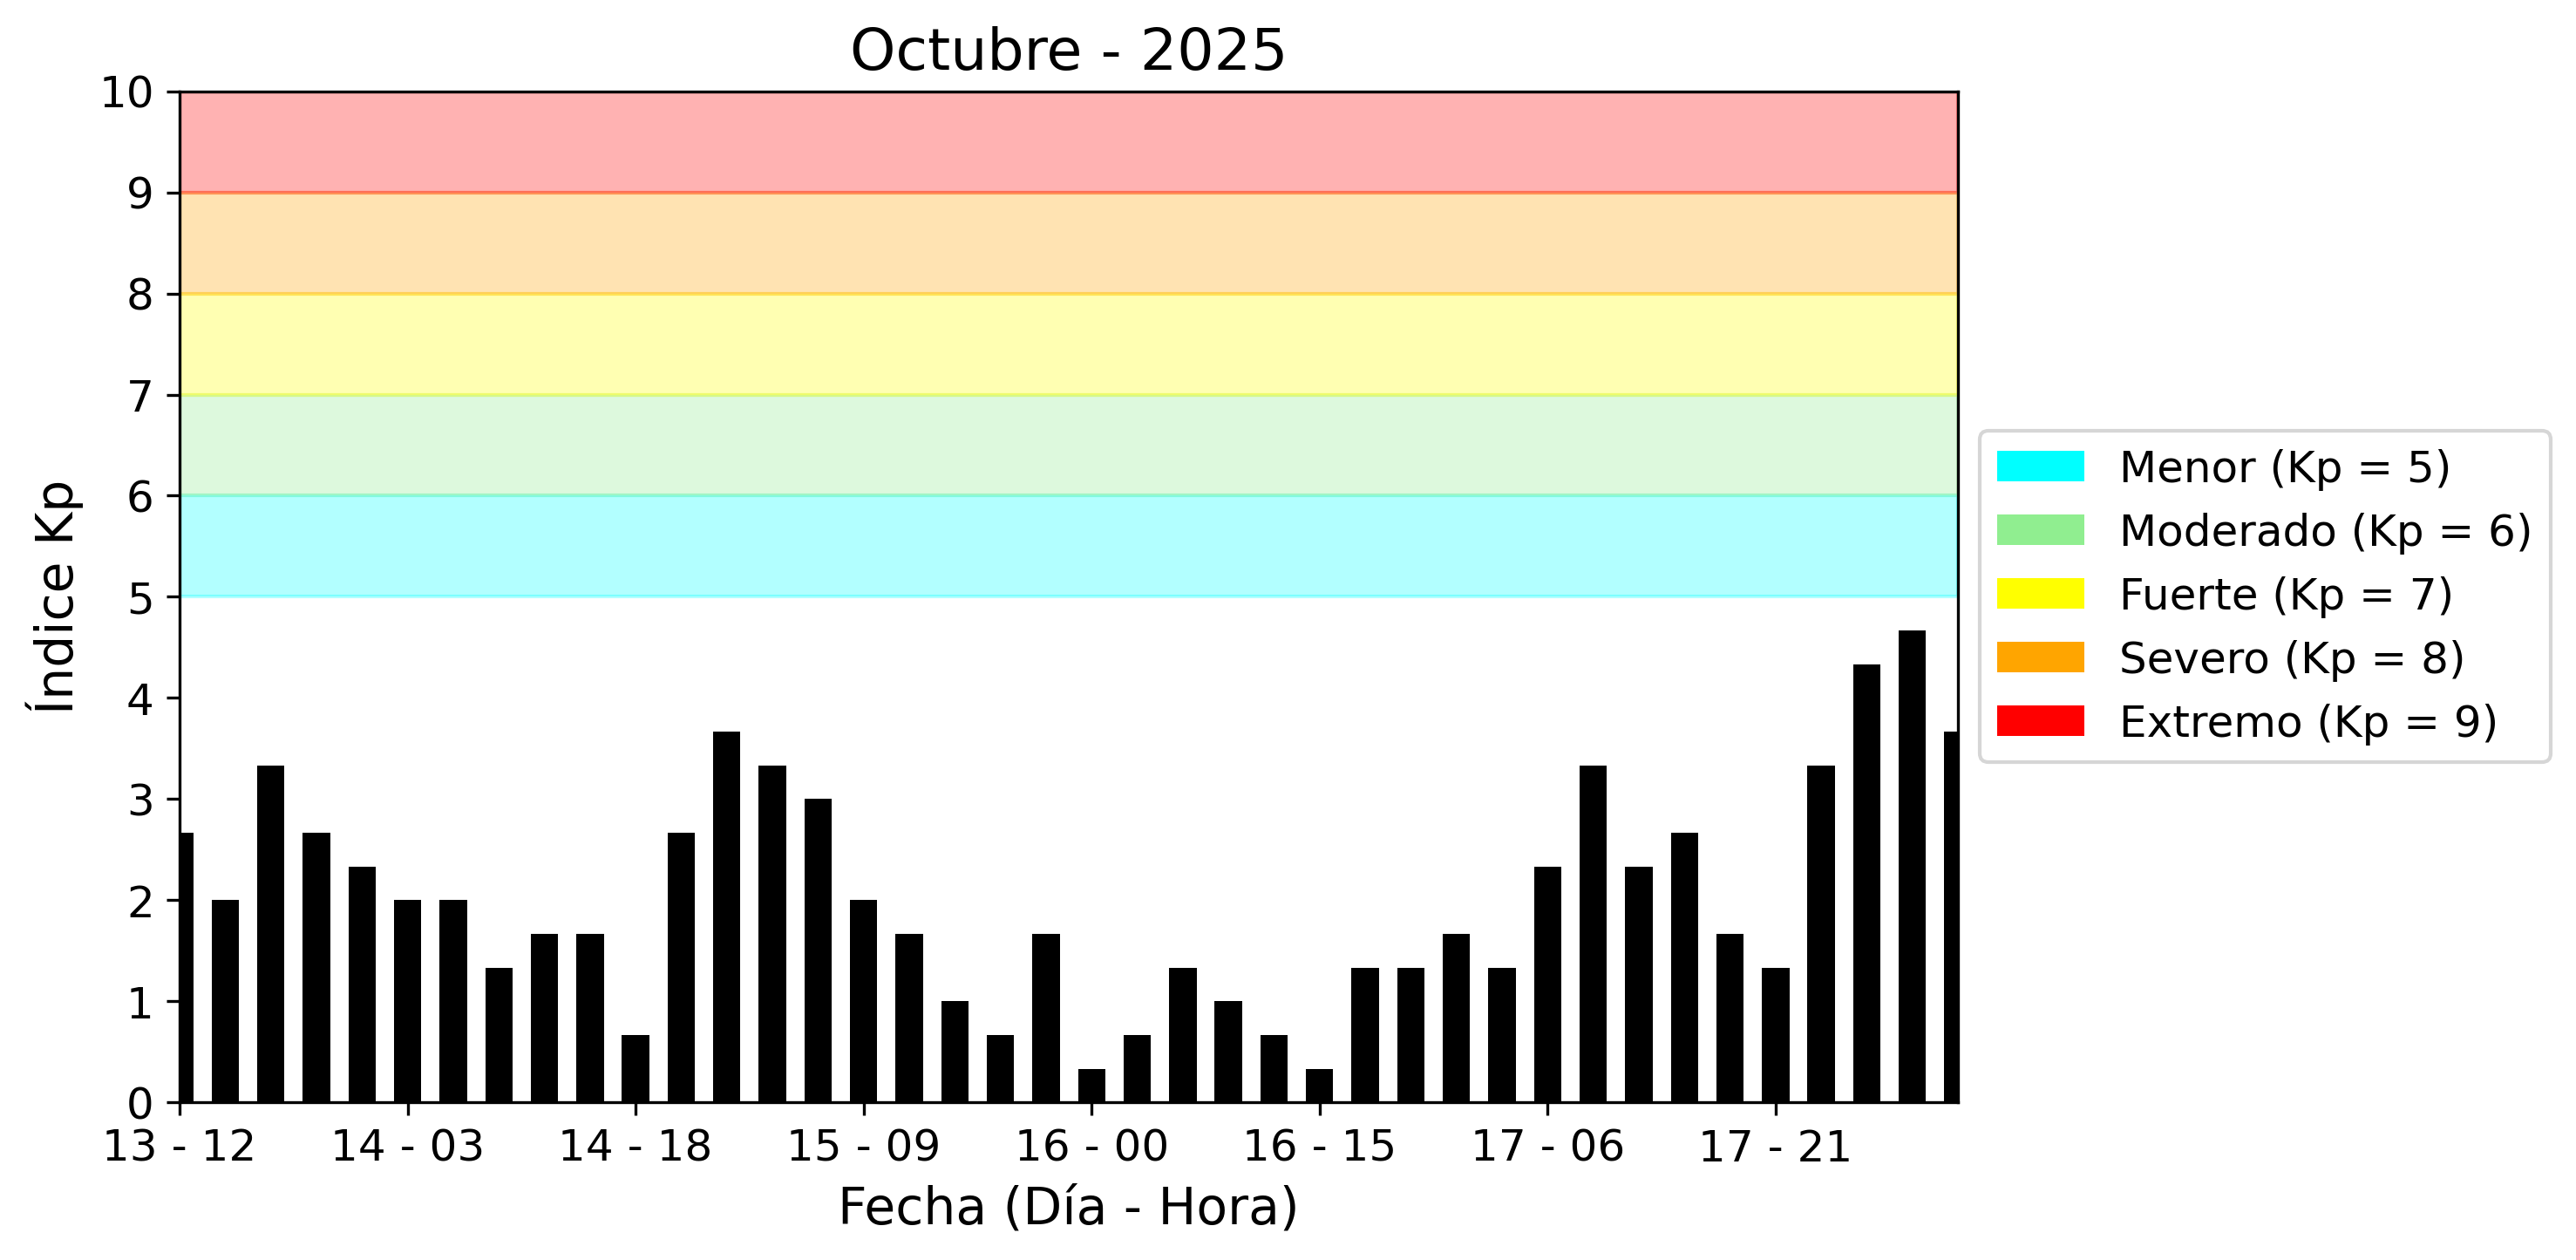 Octubre - 2025
10
9
8
7
6
5
4
3
2
1
0
Índice Kp
13 - 12
14 - 03
14 - 18
15 - 09
16 - 00
16 - 15
17 - 06
17 - 21
Fecha (Día - Hora)
Menor (Kp = 5)
Moderado (Kp = 6)
Fuerte (Kp = 7)
Severo (Kp = 8)
Extremo (Kp = 9)